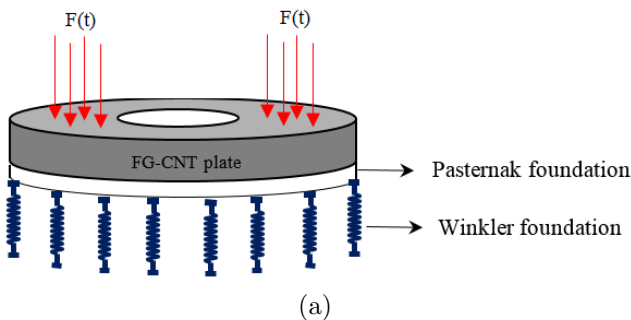 F(t) F(t)
FG-CNT plate
Pasternak foundation
Winkler foundation
(a)